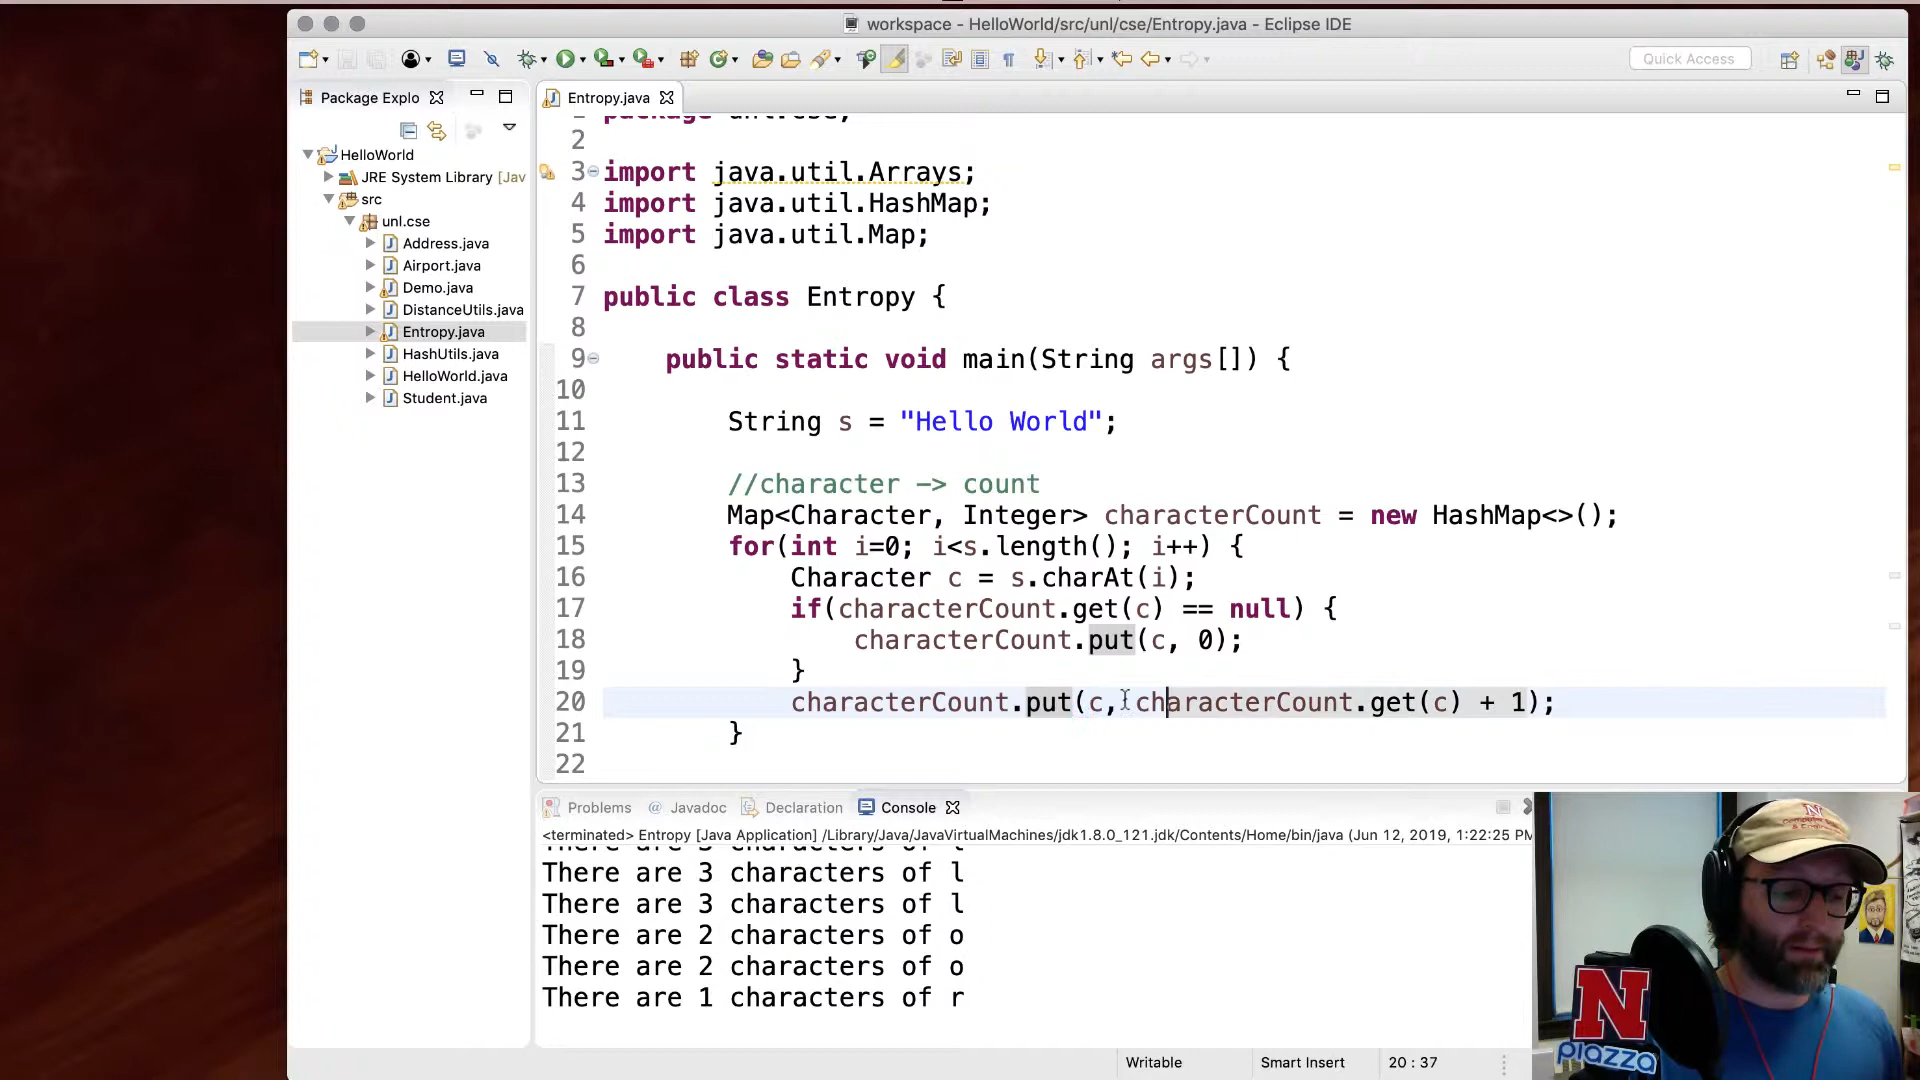 workspace - HelloWorld/src/unl/cse/Entropy.java - Eclipse IDE
Quick Access
Package Explo
Entropy.java
HelloWorld
JRE System Library [Jav
src
unl.cse
Address.java
Airport.java
Demo.java
DistanceUtils.java
Entropy.java
HashUtils.java
HelloWorld.java
Student.java
2
3 import java.util.Arrays;
4 import java.util.HashMap;
5 import java.util.Map;
6
7 public class Entropy {
8
9 public static void main(String args[]) {
10
11 String s = "Hello World";
12
13 //character -> count
14 Map<Character, Integer> characterCount = new HashMap<>();
15 for(int i=0; i<s.length(); i++) {
16 Character c = s.charAt(i);
17 if(characterCount.get(c) == null) {
18 characterCount.put(c, 0);
19 }
20 characterCount.put(c, characterCount.get(c) + 1);
21 }
22
Problems @ Javadoc Declaration Console
<terminated> Entropy [Java Application] /Library/Java/JavaVirtualMachines/jdk1.8.0_121.jdk/Contents/Home/bin/java (Jun 12, 2019, 1:22:25 PM
There are 3 characters of l
There are 3 characters of l
There are 2 characters of o
There are 2 characters of o
There are 1 characters of r
Writable
Smart Insert
20 : 37
N
piazza